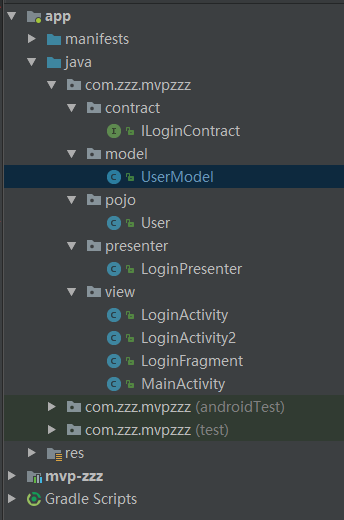 app
manifests
java
com.zzz.mvpzzz
contract
ILoginContract
model
UserModel
pojo
User
presenter
LoginPresenter
view
LoginActivity
LoginActivity2
LoginFragment
MainActivity
com.zzz.mvpzzz (androidTest)
com.zzz.mvpzzz (test)
res
mvp-zzz
Gradle Scripts